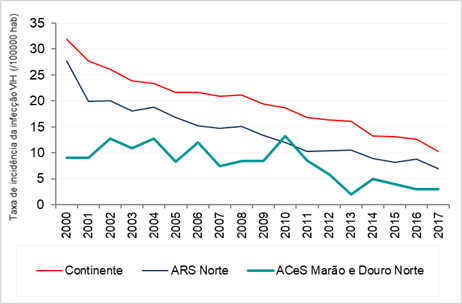 Taxa de incidência da infecção VIH (/100000 hab)
35
30
25
20
15
10
5
0
2000 2001 2002 2003 2004 2005 2006 2007 2008 2009 2010 2011 2012 2013 2014 2015 2016 2017
Continente ARS Norte ACeS Marão e Douro Norte